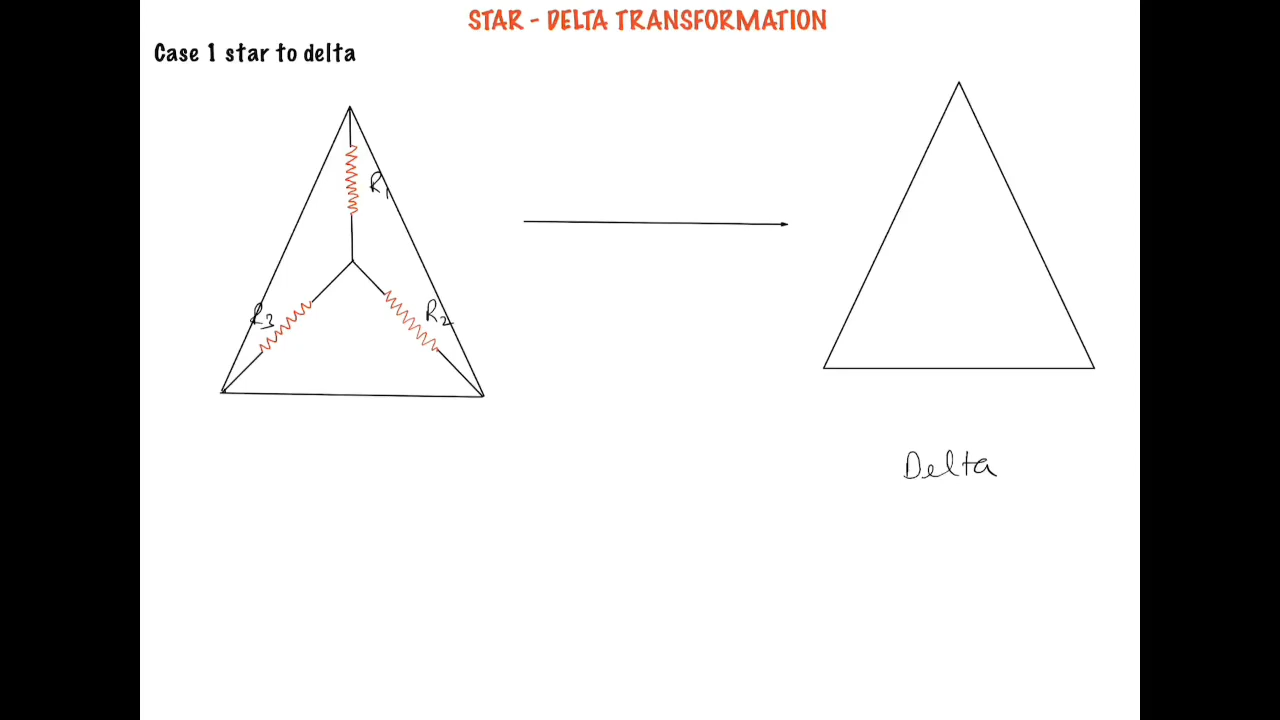 STAR - DELTA TRANSFORMATION
Case 1 star to delta
R1
R3
R2
Delta